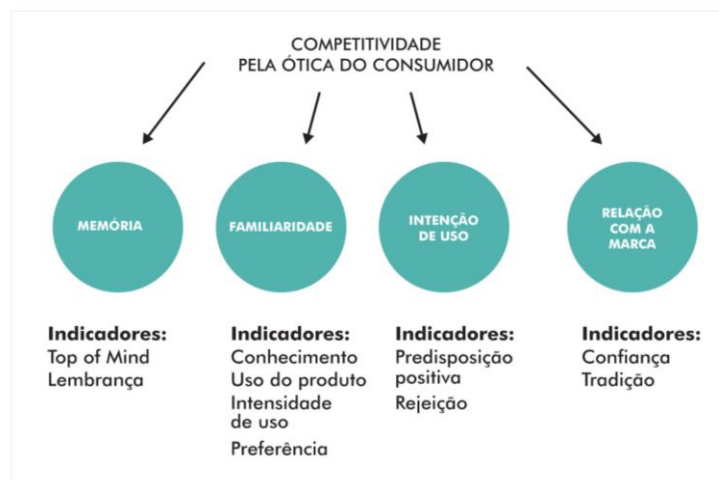 COMPETITIVIDADE
PELA ÓTICA DO CONSUMIDOR
MEMÓRIA
FAMILIARIDADE
INTENÇÃO
DE USO
RELAÇÃO
COM A
MARCA
Indicadores:
Top of Mind
Lembrança
Indicadores:
Conhecimento
Uso do produto
Intensidade
de uso
Preferência
Indicadores:
Predisposição
positiva
Rejeição
Indicadores:
Confiança
Tradição